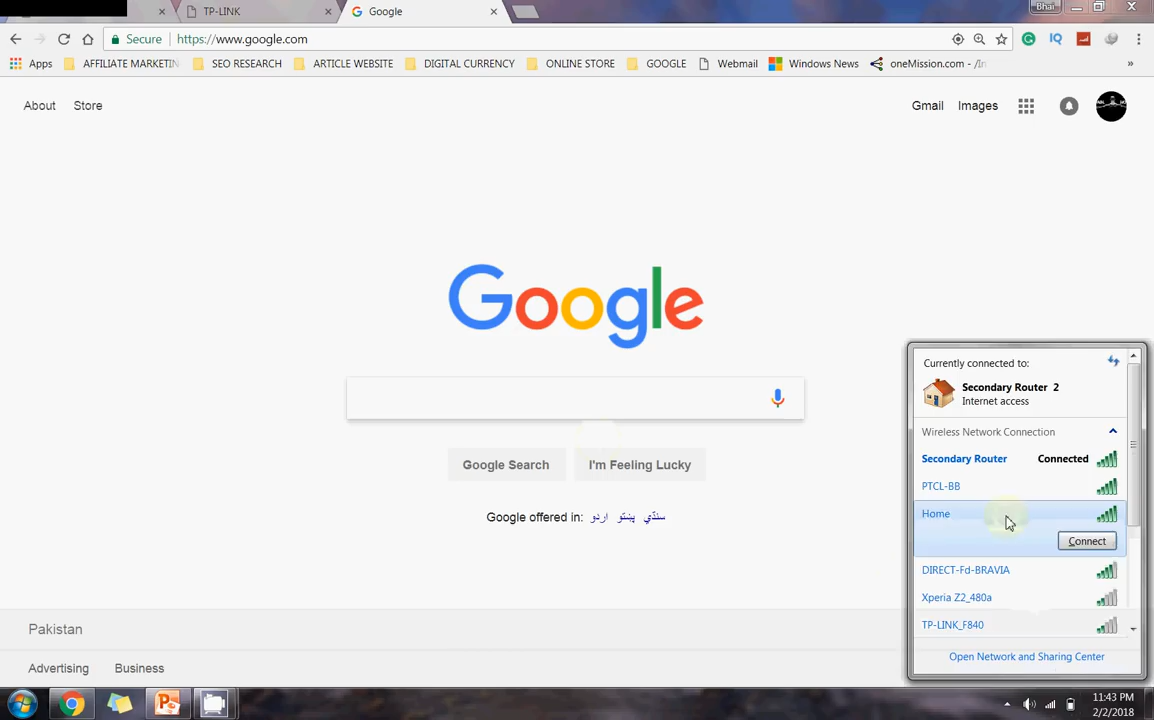 TP-LINK
Google
Bhai
Secure
https://www.google.com
IQ
Apps
AFFILIATE MARKETIN
SEO RESEARCH
ARTICLE WEBSITE
DIGITAL CURRENCY
ONLINE STORE
GOOGLE
Webmail
Windows News
oneMission.com - /In
»
About
Store
Gmail
Images
Google
Google Search
I'm Feeling Lucky
Google offered in: اردو پښتو سنڌي
Currently connected to:
Secondary Router 2
Internet access
Wireless Network Connection
Secondary Router Connected
PTCL-BB
Home
Connect
DIRECT-Fd-BRAVIA
Xperia Z2_480a
TP-LINK_F840
Open Network and Sharing Center
Pakistan
Advertising
Business
11:43 PM
2/2/2018